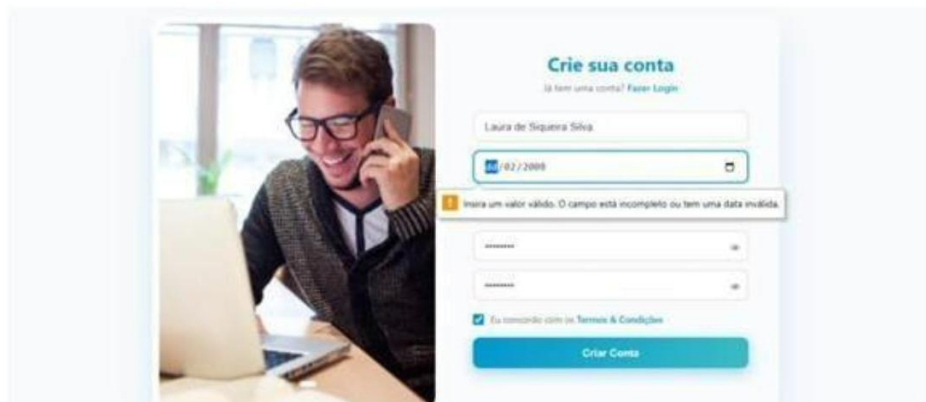 Crie sua conta
Já tem uma conta? Fazer Login
Laura de Siqueira Silva
dd/02/2008
Insira um valor válido. O campo está incompleto ou tem uma data inválida.
••••••••
••••••••
Eu concordo com os Termos & Condições
Criar Conta